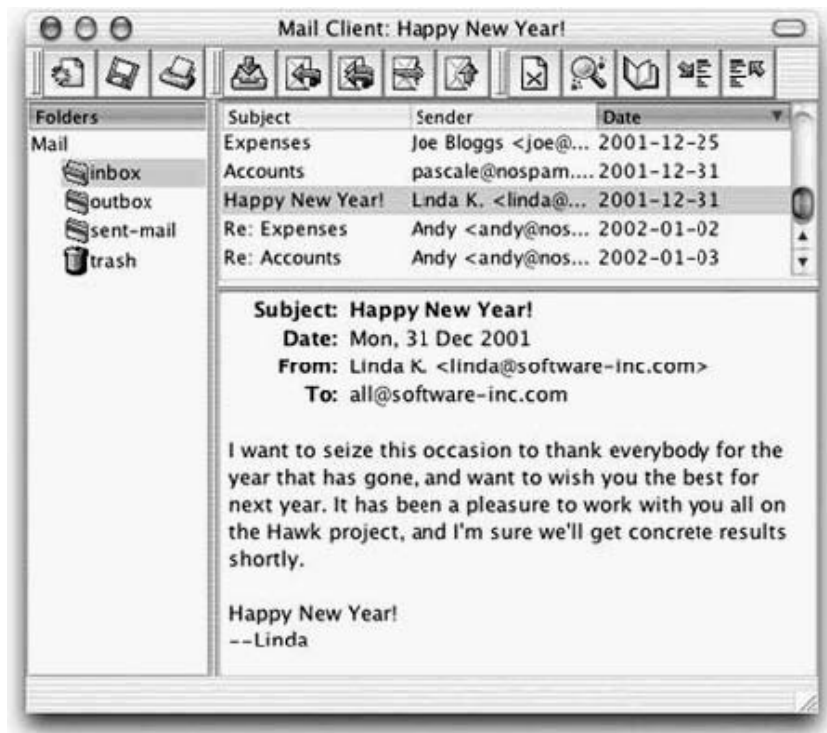 Mail Client: Happy New Year!
Folders
Mail
inbox
outbox
sent-mail
trash
Subject Sender Date
Expenses Joe Bloggs <joe@... 2001-12-25
Accounts pascale@nospam.... 2001-12-31
Happy New Year! Linda K. <linda@... 2001-12-31
Re: Expenses Andy <andy@nos... 2002-01-02
Re: Accounts Andy <andy@nos... 2002-01-03
Subject: Happy New Year!
Date: Mon, 31 Dec 2001
From: Linda K. <linda@software-inc.com>
To: all@software-inc.com
I want to seize this occasion to thank everybody for the
year that has gone, and want to wish you the best for
next year. It has been a pleasure to work with you all on
the Hawk project, and I'm sure we'll get concrete results
shortly.
Happy New Year!
--Linda